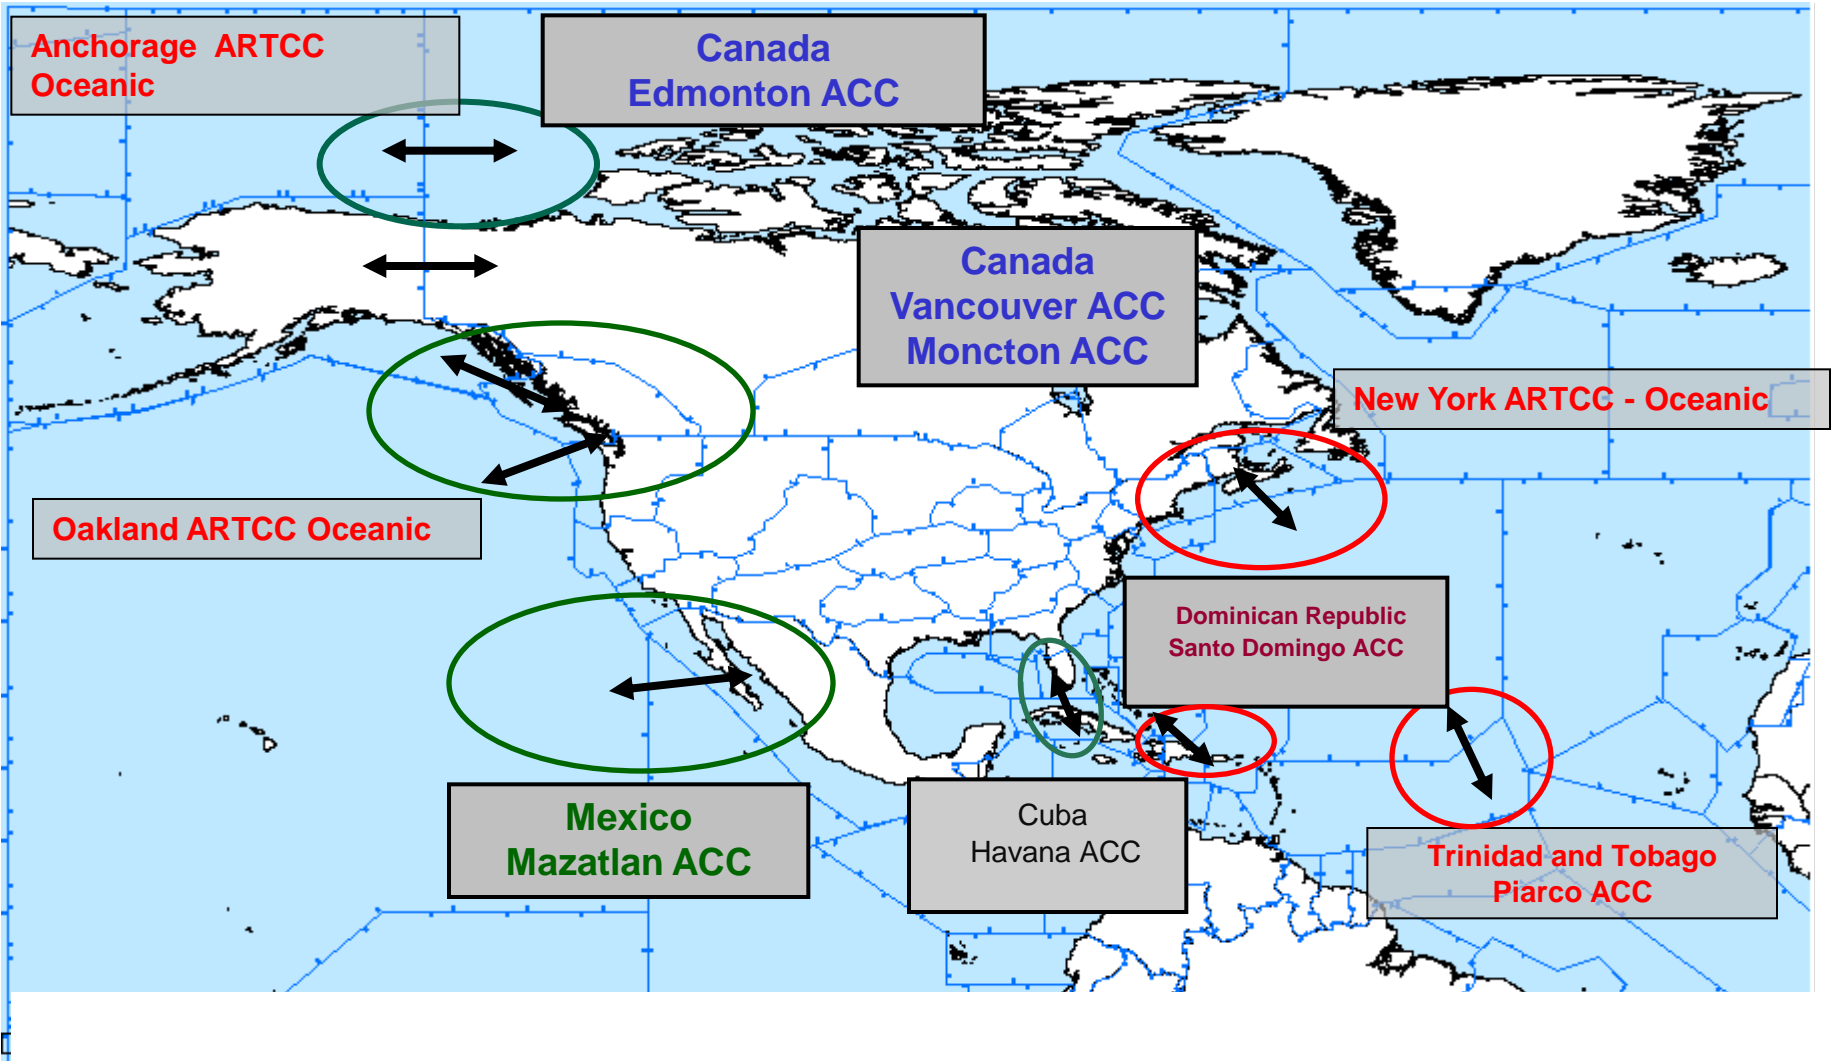 Anchorage ARTCC
Oceanic
Canada
Edmonton ACC
Canada
Vancouver ACC
Moncton ACC
New York ARTCC - Oceanic
Oakland ARTCC Oceanic
Dominican Republic
Santo Domingo ACC
Mexico
Mazatlan ACC
Cuba
Havana ACC
Trinidad and Tobago
Piarco ACC